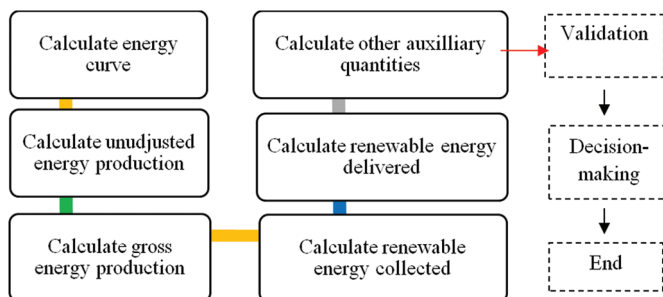 Calculate energy
curve
Calculate unudjusted
energy production
Calculate gross
energy production
Calculate renewable
energy collected
Calculate renewable energy
delivered
Calculate other auxilliary
quantities
Validation
Decision-
making
End